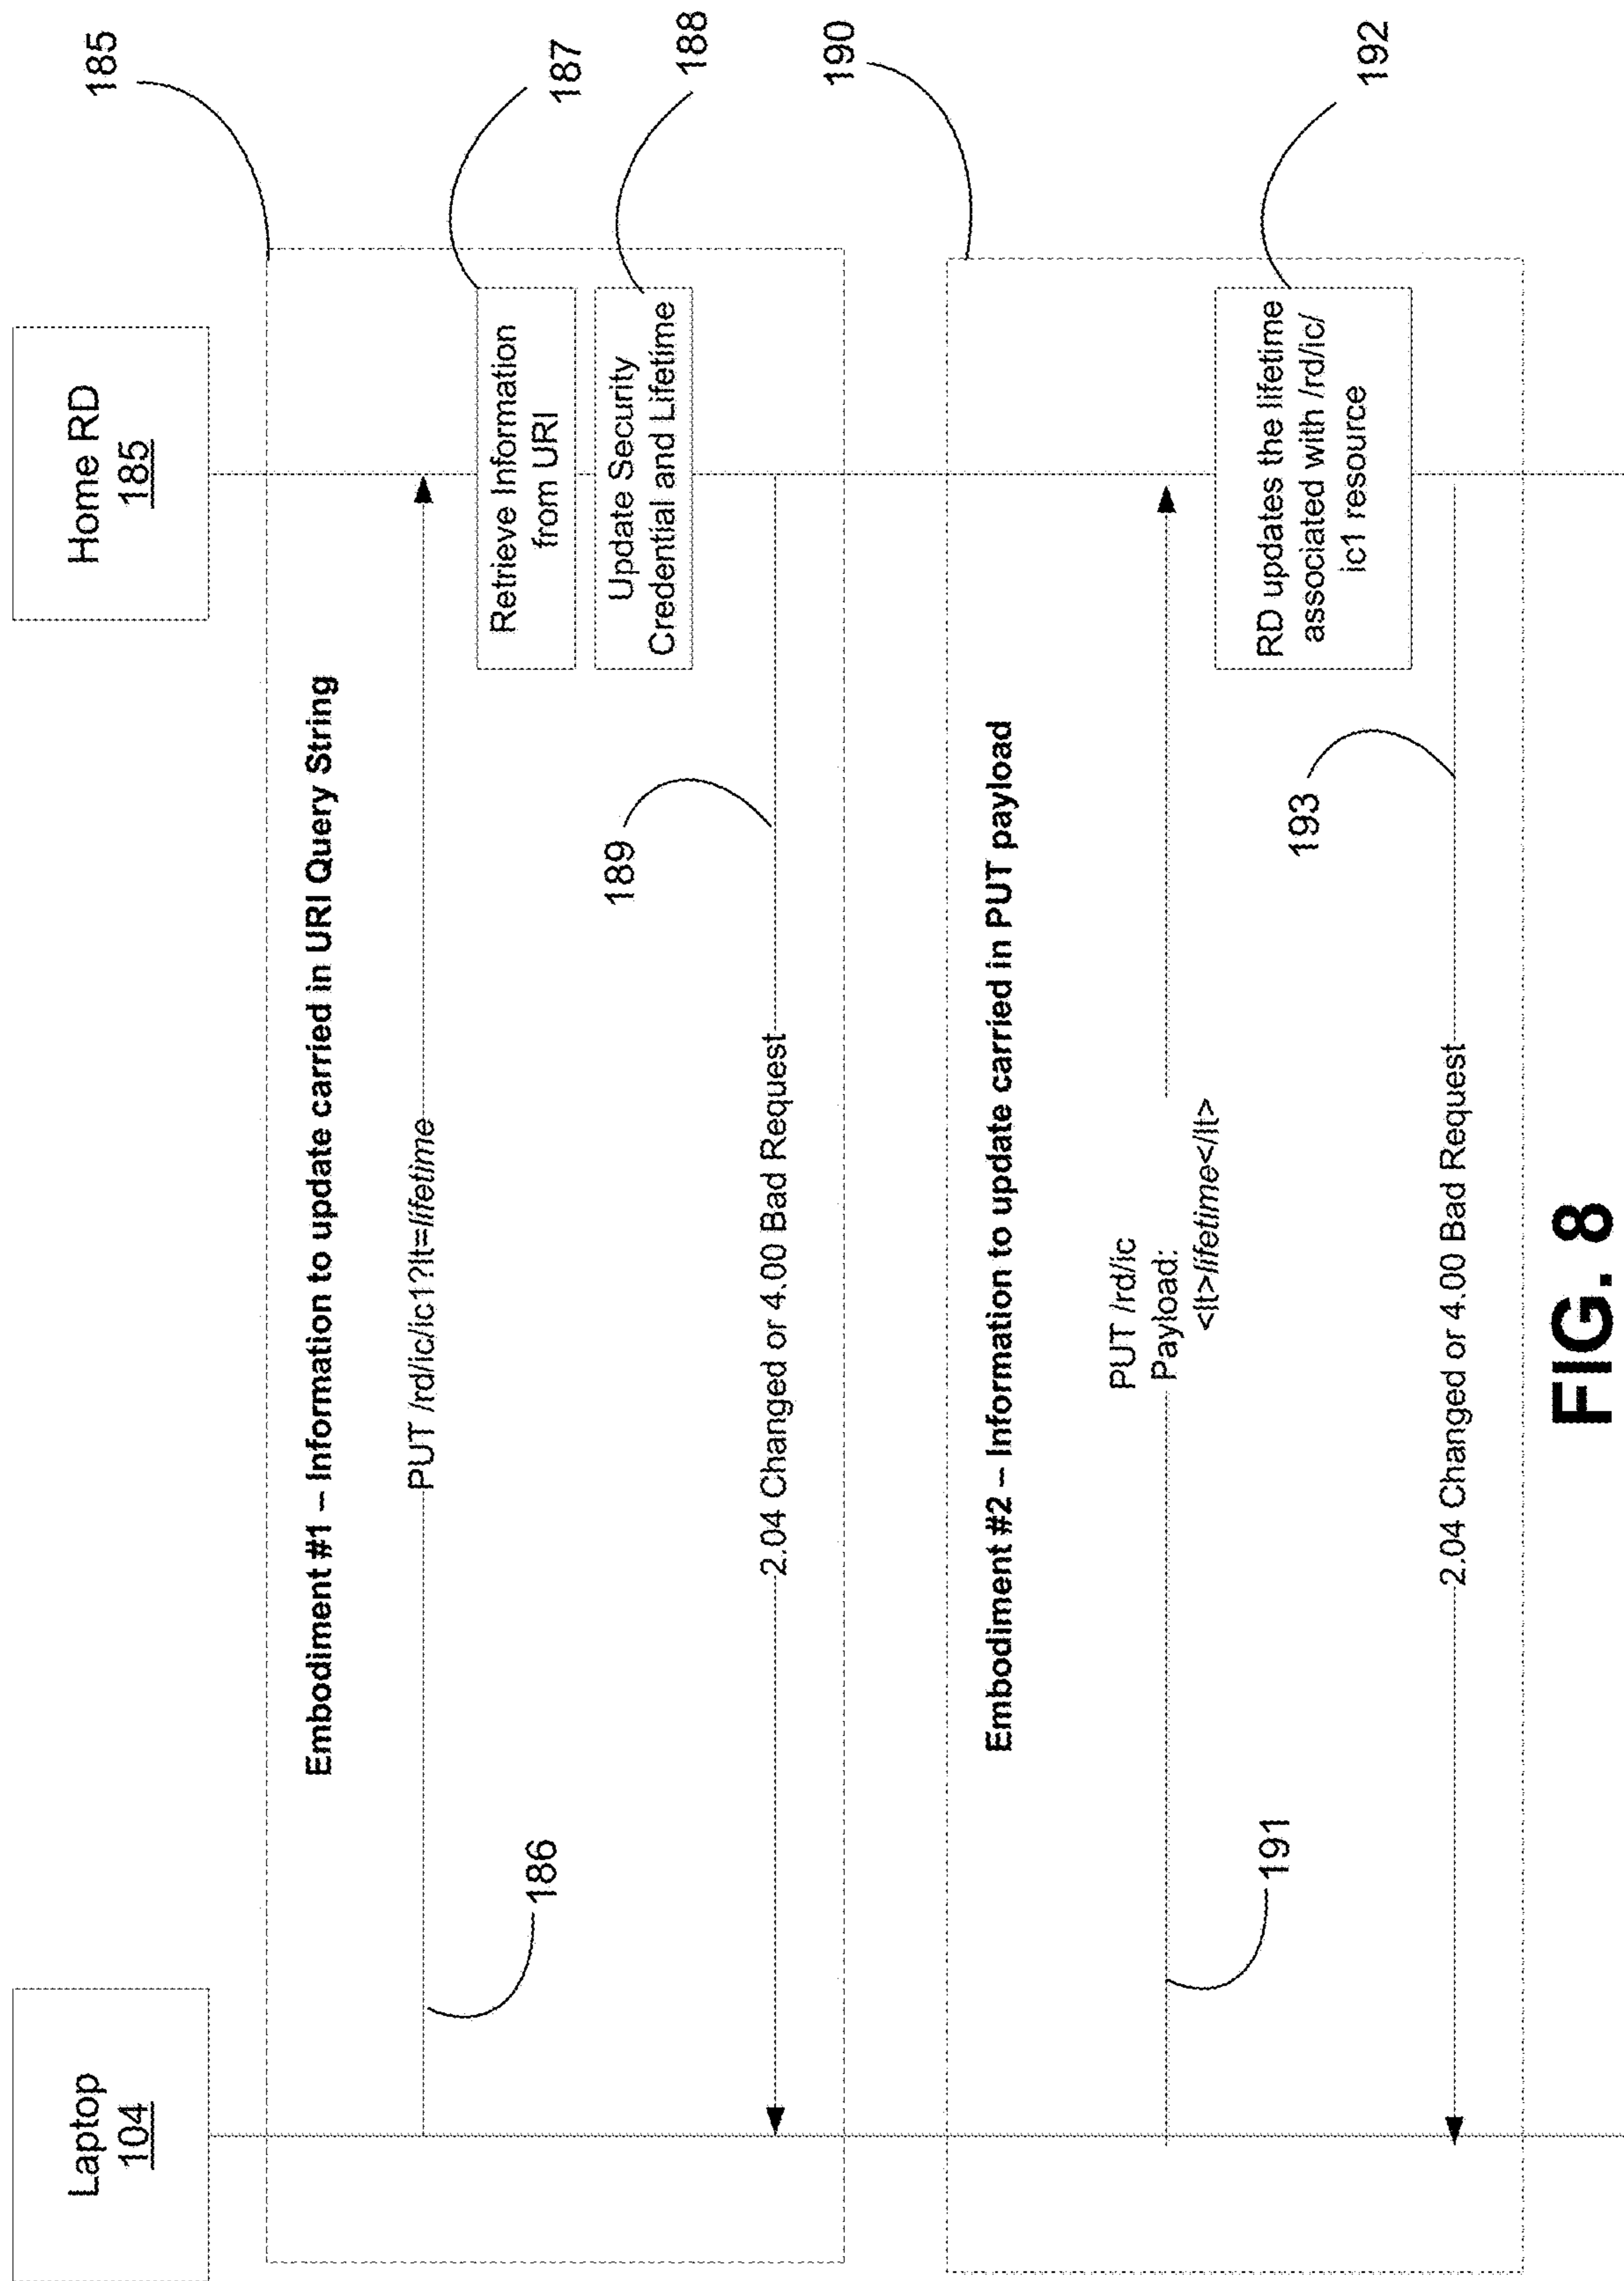 Laptop
104
Home RD
185
185
Embodiment #1 – Information to update carried in URI Query String
PUT /rd/ic/ic1?lt=lifetime
186
Retrieve Information
from URI
187
Update Security
Credential and Lifetime
188
189
2.04 Changed or 4.00 Bad Request
190
Embodiment #2 – Information to update carried in PUT payload
PUT /rd/ic
Payload:
<lt>lifetime</lt>
191
RD updates the lifetime
associated with /rd/ic/
ic1 resource
192
193
2.04 Changed or 4.00 Bad Request
FIG. 8